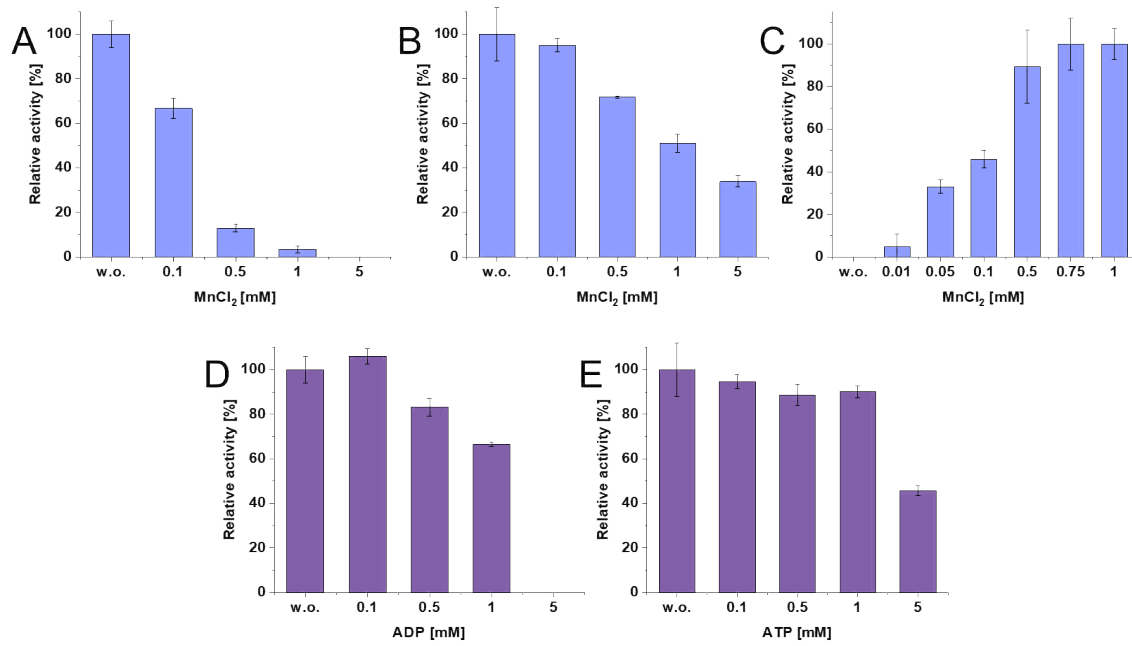 A
Relative activity [%]
100
80
60
40
20
0
w.o. 0.1 0.5 1 5
MnCl₂ [mM]
B
Relative activity [%]
100
80
60
40
20
0
w.o. 0.1 0.5 1 5
MnCl₂ [mM]
C
Relative activity [%]
100
80
60
40
20
0
w.o. 0.01 0.05 0.1 0.5 0.75 1
MnCl₂ [mM]
D
Relative activity [%]
100
80
60
40
20
0
w.o. 0.1 0.5 1 5
ADP [mM]
E
Relative activity [%]
100
80
60
40
20
0
w.o. 0.1 0.5 1 5
ATP [mM]